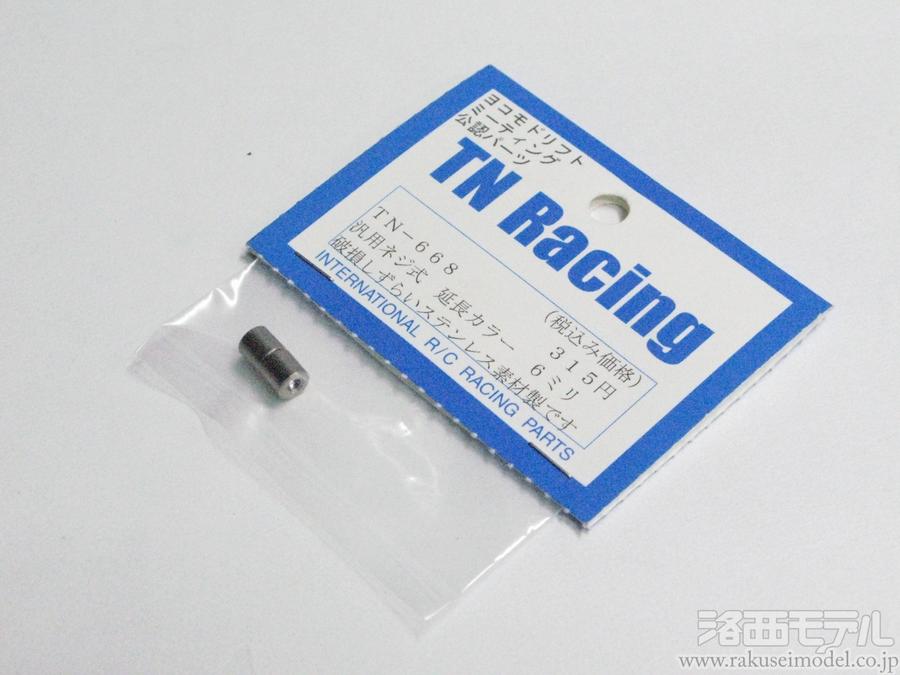 ヨコモドリフト
ミーティング
公認パーツ
TN Racing
TN-668 (税込み価格)
汎用ネジ式 延長カラー 315円
破損しずらいステンレス素材製です 6ミリ
INTERNATIONAL R/C RACING PARTS
洛西モデル
www.rakuseimodel.co.jp